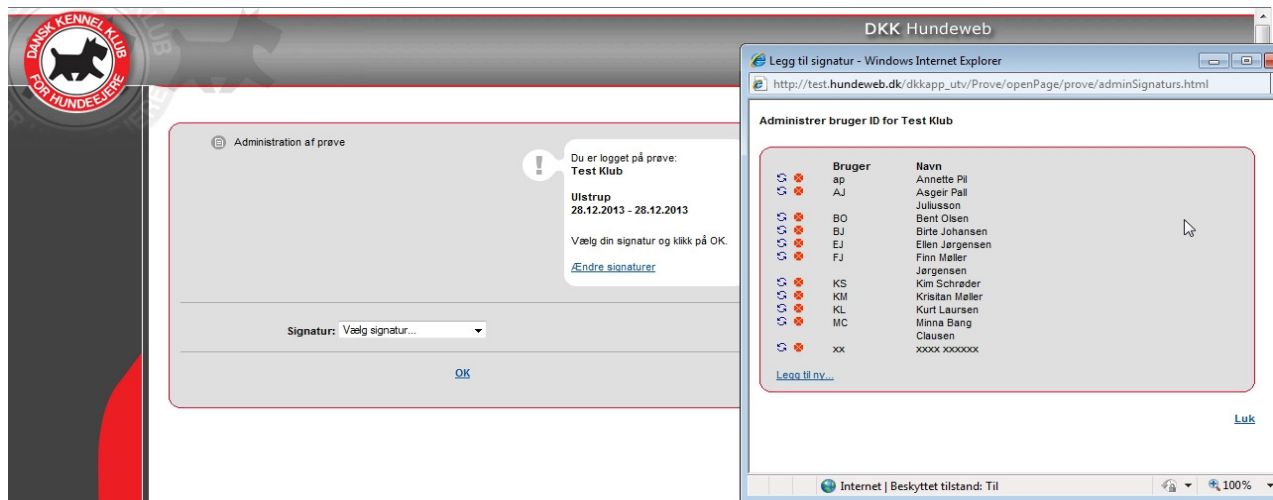 DANSK KENNEL KLUB
FOR HUNDEEJERE
DKK Hundeweb
Administration af prøve
Du er logget på prøve:
Test Klub
Ulstrup
28.12.2013 - 28.12.2013
Vælg din signatur og klikk på OK.
Ændre signaturer
Signatur: Vælg signatur...
OK
Legg til signatur - Windows Internet Explorer
http://test.hundeweb.dk/dkkapp_utv/Prove/openPage/prove/adminSignaturs.html
Administrer bruger ID for Test Klub
Bruger Navn
ap Annette Pil
AJ Asgeir Pall
Juliusson
BO Bent Olsen
BJ Birte Johansen
EJ Ellen Jørgensen
FJ Finn Møller
Jørgensen
KS Kim Schrøder
KM Krisitan Møller
KL Kurt Laursen
MC Minna Bang
Clausen
xx xxxx xxxxxx
Legg til ny...
Luk
Internet | Beskyttet tilstand: Til
100%